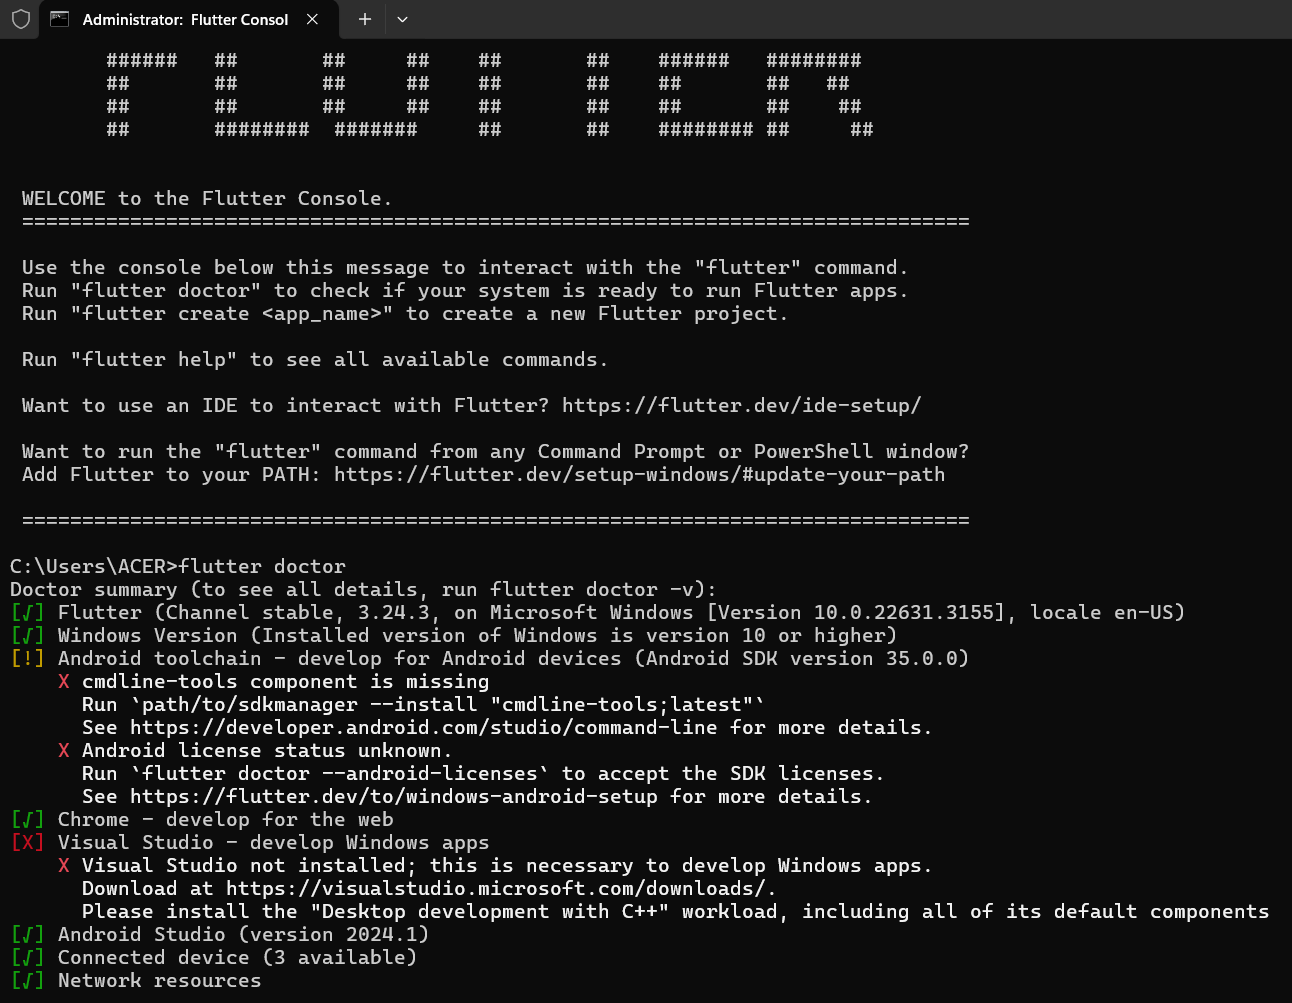 Administrator: Flutter Consol
###### ## ## ## ## ## ###### ########
## ## ## ## ## ## ## ## ##
## ## ## ## ## ## ## ## ##
## ######## ####### ## ## ######## ## ##
WELCOME to the Flutter Console.
===============================================================================
Use the console below this message to interact with the "flutter" command.
Run "flutter doctor" to check if your system is ready to run Flutter apps.
Run "flutter create <app_name>" to create a new Flutter project.
Run "flutter help" to see all available commands.
Want to use an IDE to interact with Flutter? https://flutter.dev/ide-setup/
Want to run the "flutter" command from any Command Prompt or PowerShell window?
Add Flutter to your PATH: https://flutter.dev/setup-windows/#update-your-path
===============================================================================
C:\Users\ACER>flutter doctor
Doctor summary (to see all details, run flutter doctor -v):
[√] Flutter (Channel stable, 3.24.3, on Microsoft Windows [Version 10.0.22631.3155], locale en-US)
[√] Windows Version (Installed version of Windows is version 10 or higher)
[!] Android toolchain - develop for Android devices (Android SDK version 35.0.0)
X cmdline-tools component is missing
Run `path/to/sdkmanager --install "cmdline-tools;latest"`
See https://developer.android.com/studio/command-line for more details.
X Android license status unknown.
Run `flutter doctor --android-licenses` to accept the SDK licenses.
See https://flutter.dev/to/windows-android-setup for more details.
[√] Chrome - develop for the web
[X] Visual Studio - develop Windows apps
X Visual Studio not installed; this is necessary to develop Windows apps.
Download at https://visualstudio.microsoft.com/downloads/.
Please install the "Desktop development with C++" workload, including all of its default components
[√] Android Studio (version 2024.1)
[√] Connected device (3 available)
[√] Network resources